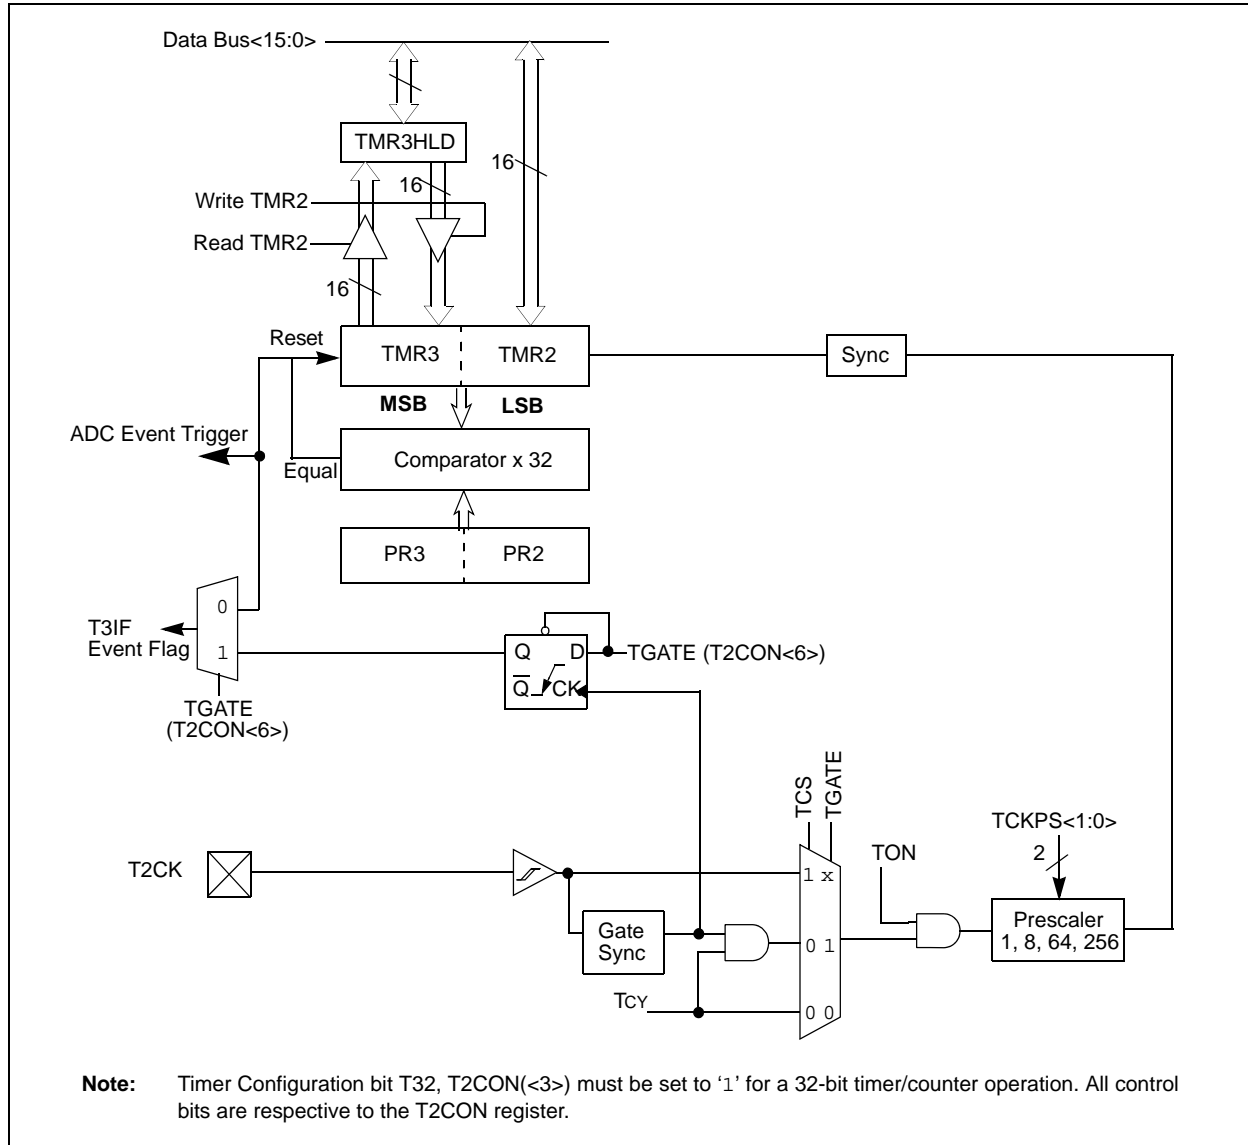 Data Bus<15:0>
TMR3HLD
16
16
Write TMR2
Read TMR2
16
Reset
TMR3
TMR2
Sync
MSB
LSB
ADC Event Trigger
Equal
Comparator x 32
PR3
PR2
0
1
T3IF
Event Flag
Q
D
Q
CK
TGATE (T2CON<6>)
TGATE
(T2CON<6>)
TCS
TGATE
TCKPS<1:0>
2
TON
T2CK
1 x
Prescaler
1, 8, 64, 256
Gate
Sync
0 1
TCY
0 0
Note: Timer Configuration bit T32, T2CON(<3>) must be set to ‘1’ for a 32-bit timer/counter operation. All control
bits are respective to the T2CON register.